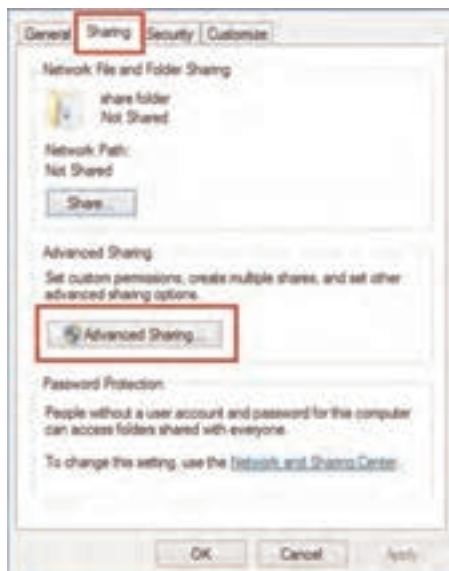 General Sharing Security Customize
Network File and Folder Sharing
share folder
Not Shared
Network Path:
Not Shared
Share...
Advanced Sharing
Set custom permissions, create multiple shares, and set other
advanced sharing options.
Advanced Sharing...
Password Protection
People without a user account and password for this computer
can access folders shared with everyone.
To change this setting, use the Network and Sharing Center.
OK Cancel Apply